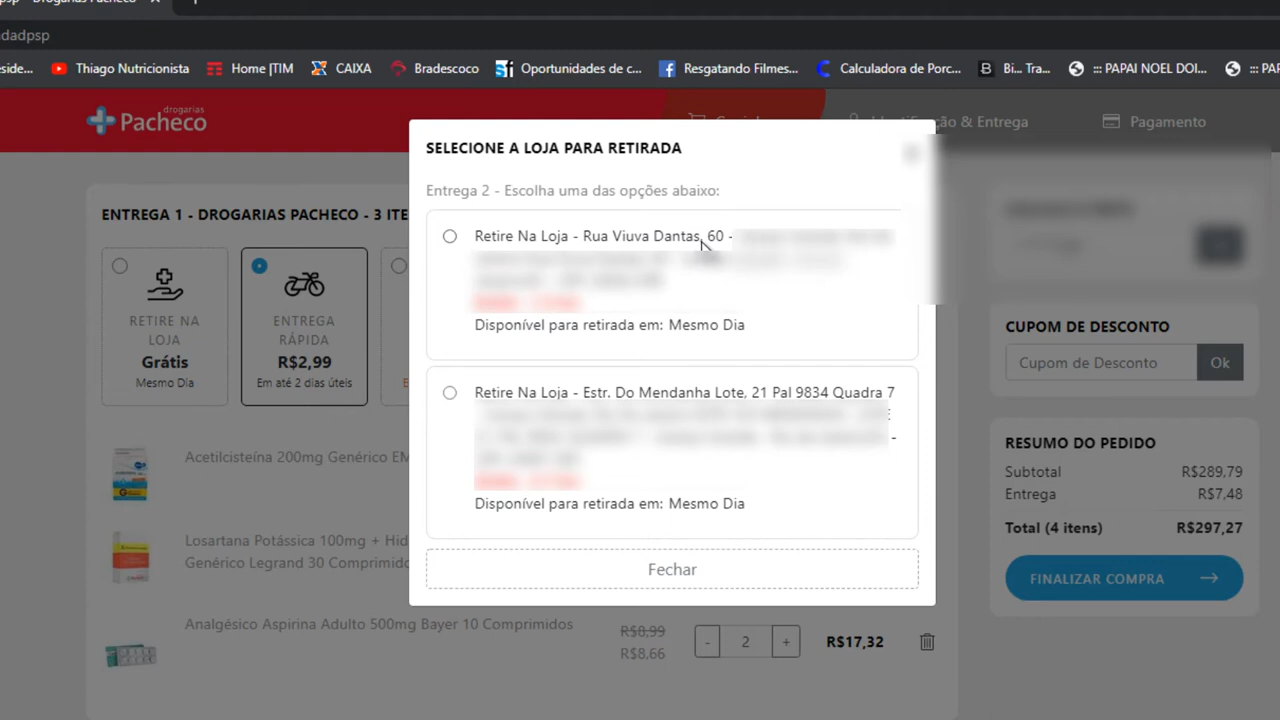 psp - Drogarias Pacheco
dadpsp
eside... Thiago Nutricionista Home |TIM CAIXA Bradescoco Oportunidades de c... Resgatando Filmes... Calculadora de Porc... Bi... Tra... ::: PAPAI NOEL DOI... ::: PAP
drogarias
Pacheco
Identificação & Entrega
Pagamento
SELECIONE A LOJA PARA RETIRADA
Entrega 2 - Escolha uma das opções abaixo:
Retire Na Loja - Rua Viuva Dantas, 60 -
Disponível para retirada em: Mesmo Dia
Retire Na Loja - Estr. Do Mendanha Lote, 21 Pal 9834 Quadra 7
Disponível para retirada em: Mesmo Dia
Fechar
ENTREGA 1 - DROGARIAS PACHECO - 3 ITE
RETIRE NA
LOJA
Grátis
Mesmo Dia
ENTREGA
RÁPIDA
R$2,99
Em até 2 dias úteis
E
Acetilcisteína 200mg Genérico EM
Losartana Potássica 100mg + Hid
Genérico Legrand 30 Comprimido
Analgésico Aspirina Adulto 500mg Bayer 10 Comprimidos
R$8,99
R$8,66
- 2 +
R$17,32
CUPOM DE DESCONTO
Cupom de Desconto Ok
RESUMO DO PEDIDO
Subtotal R$289,79
Entrega R$7,48
Total (4 itens) R$297,27
FINALIZAR COMPRA